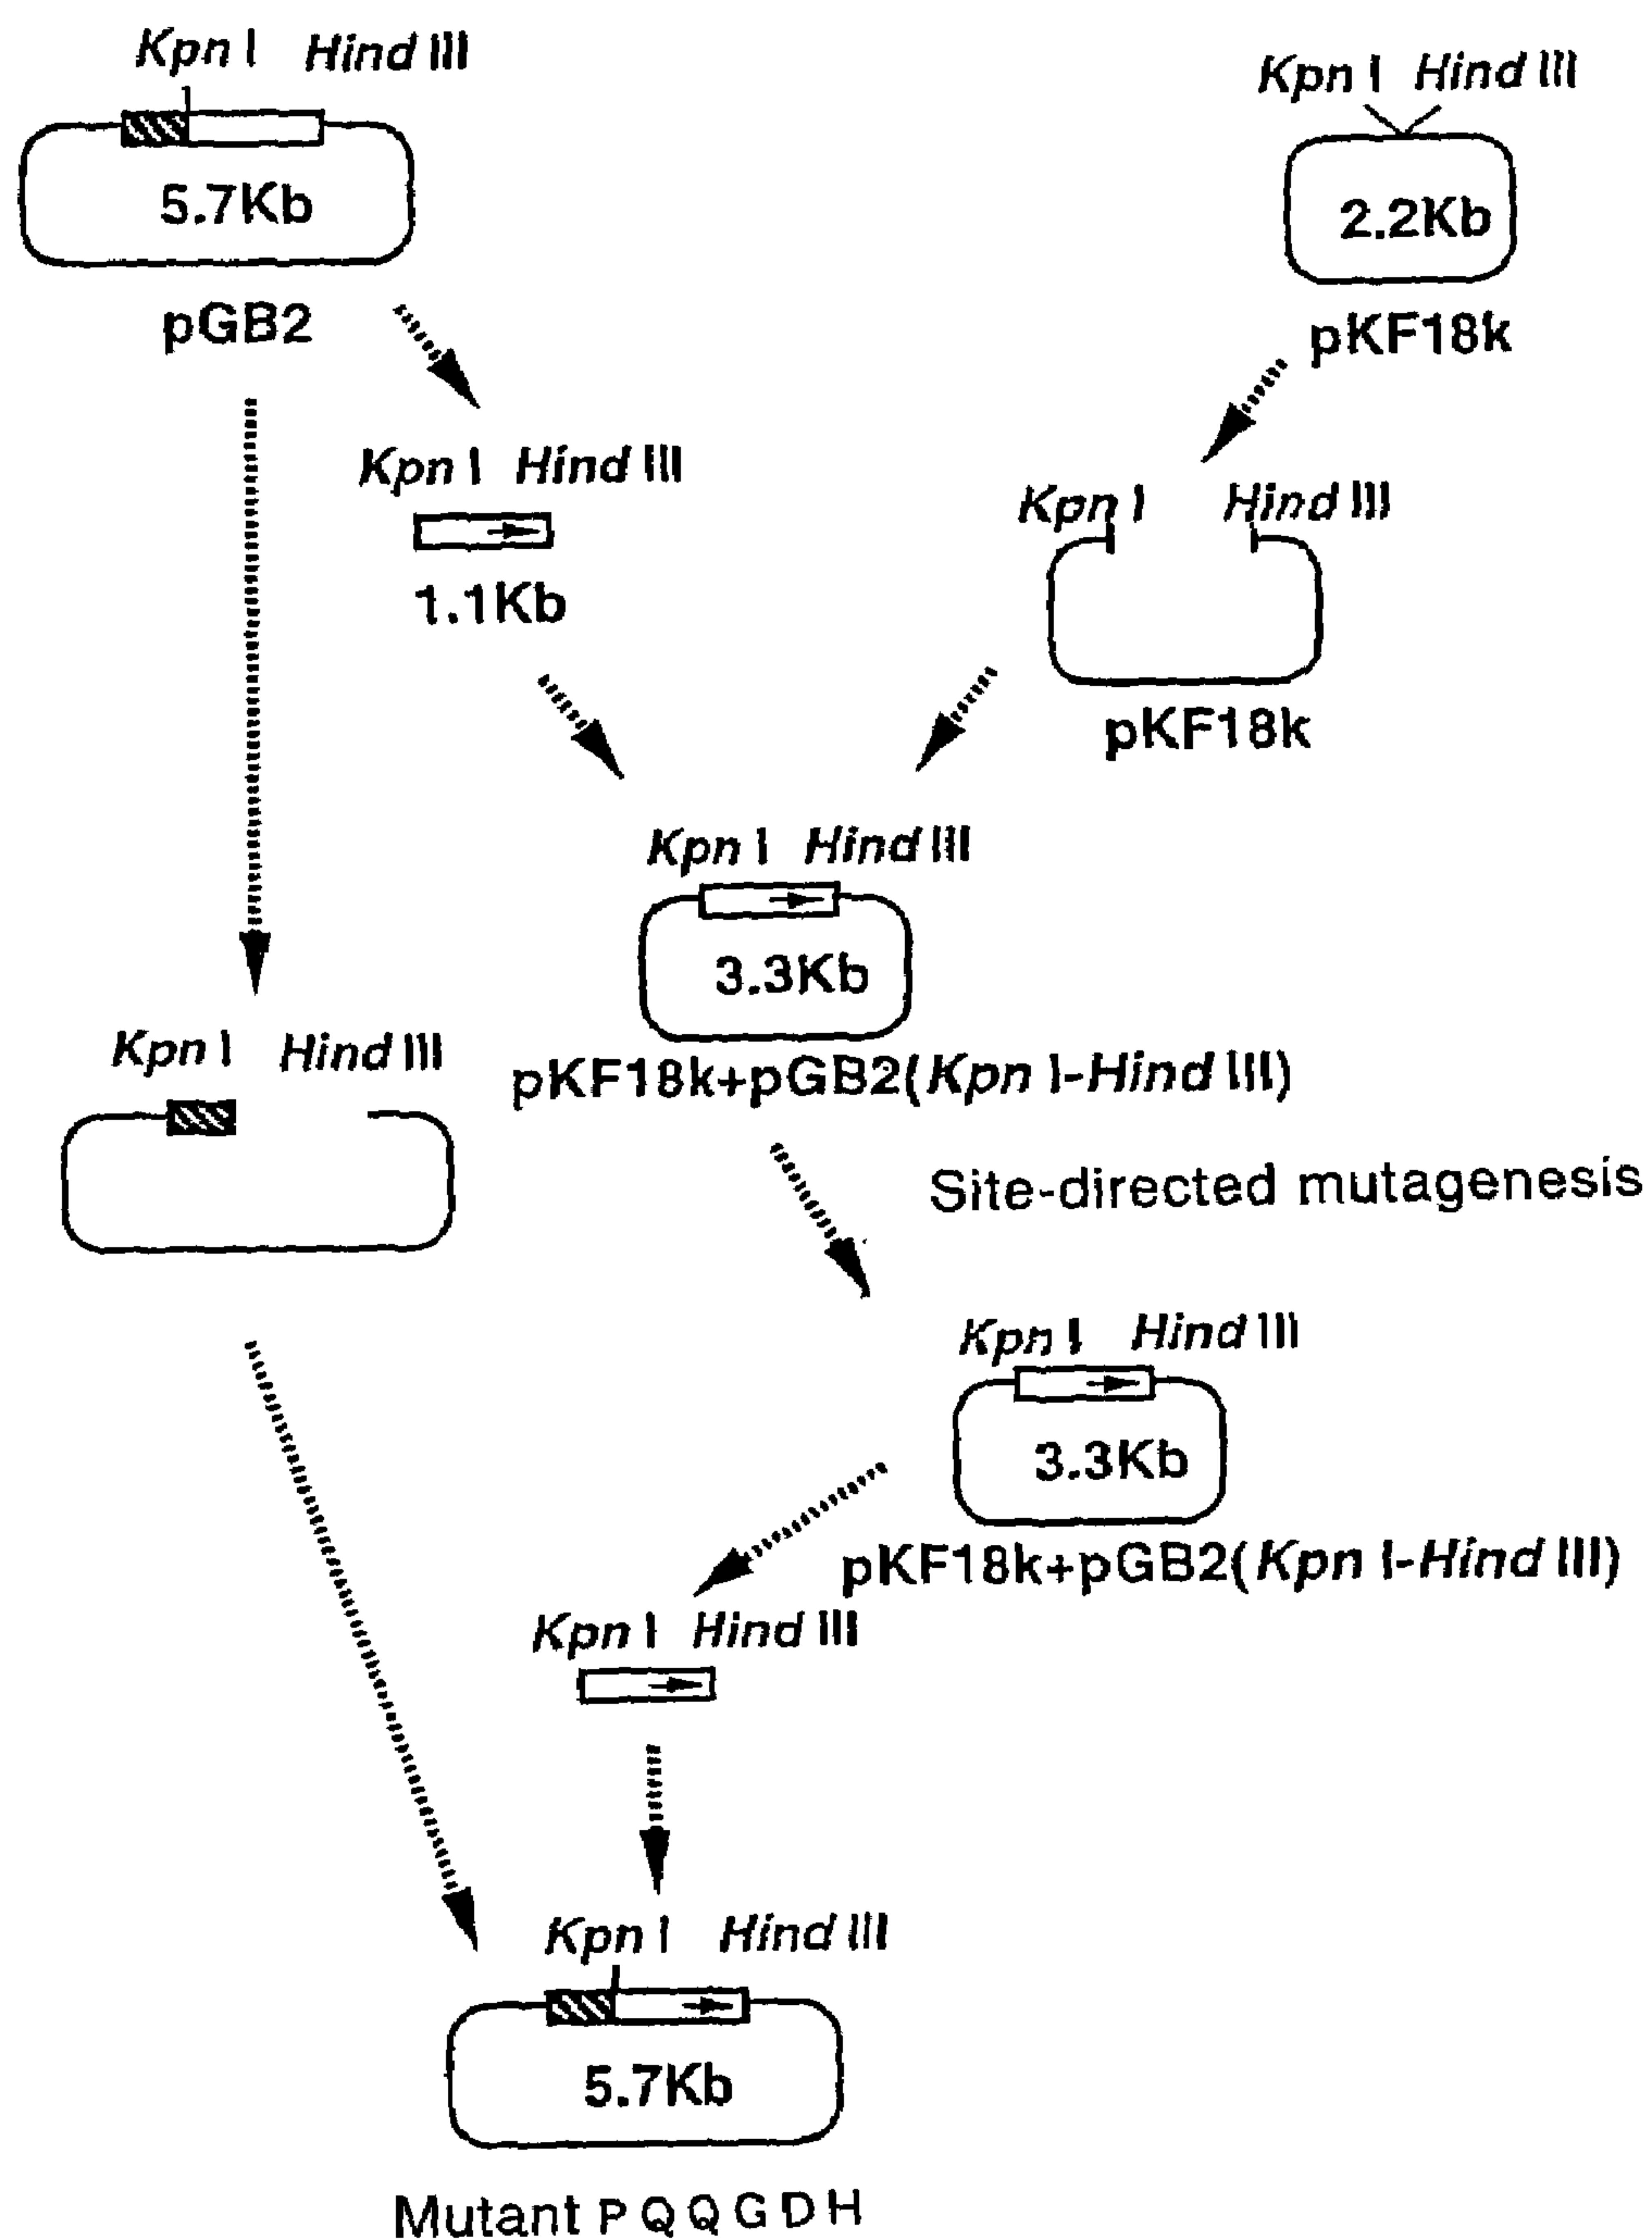 Kpn I Hind III
5.7Kb
pGB2
Kpn I Hind III
2.2Kb
pKF18k
Kpn I Hind III
1.1Kb
Kpn I Hind III
pKF18k
Kpn I Hind III
3.3Kb
pKF18k+pGB2(Kpn I-Hind III)
Kpn I Hind III
Site-directed mutagenesis
Kpn I Hind III
3.3Kb
pKF18k+pGB2(Kpn I-Hind III)
Kpn I Hind III
Kpn I Hind III
5.7Kb
Mutant PQQGDH